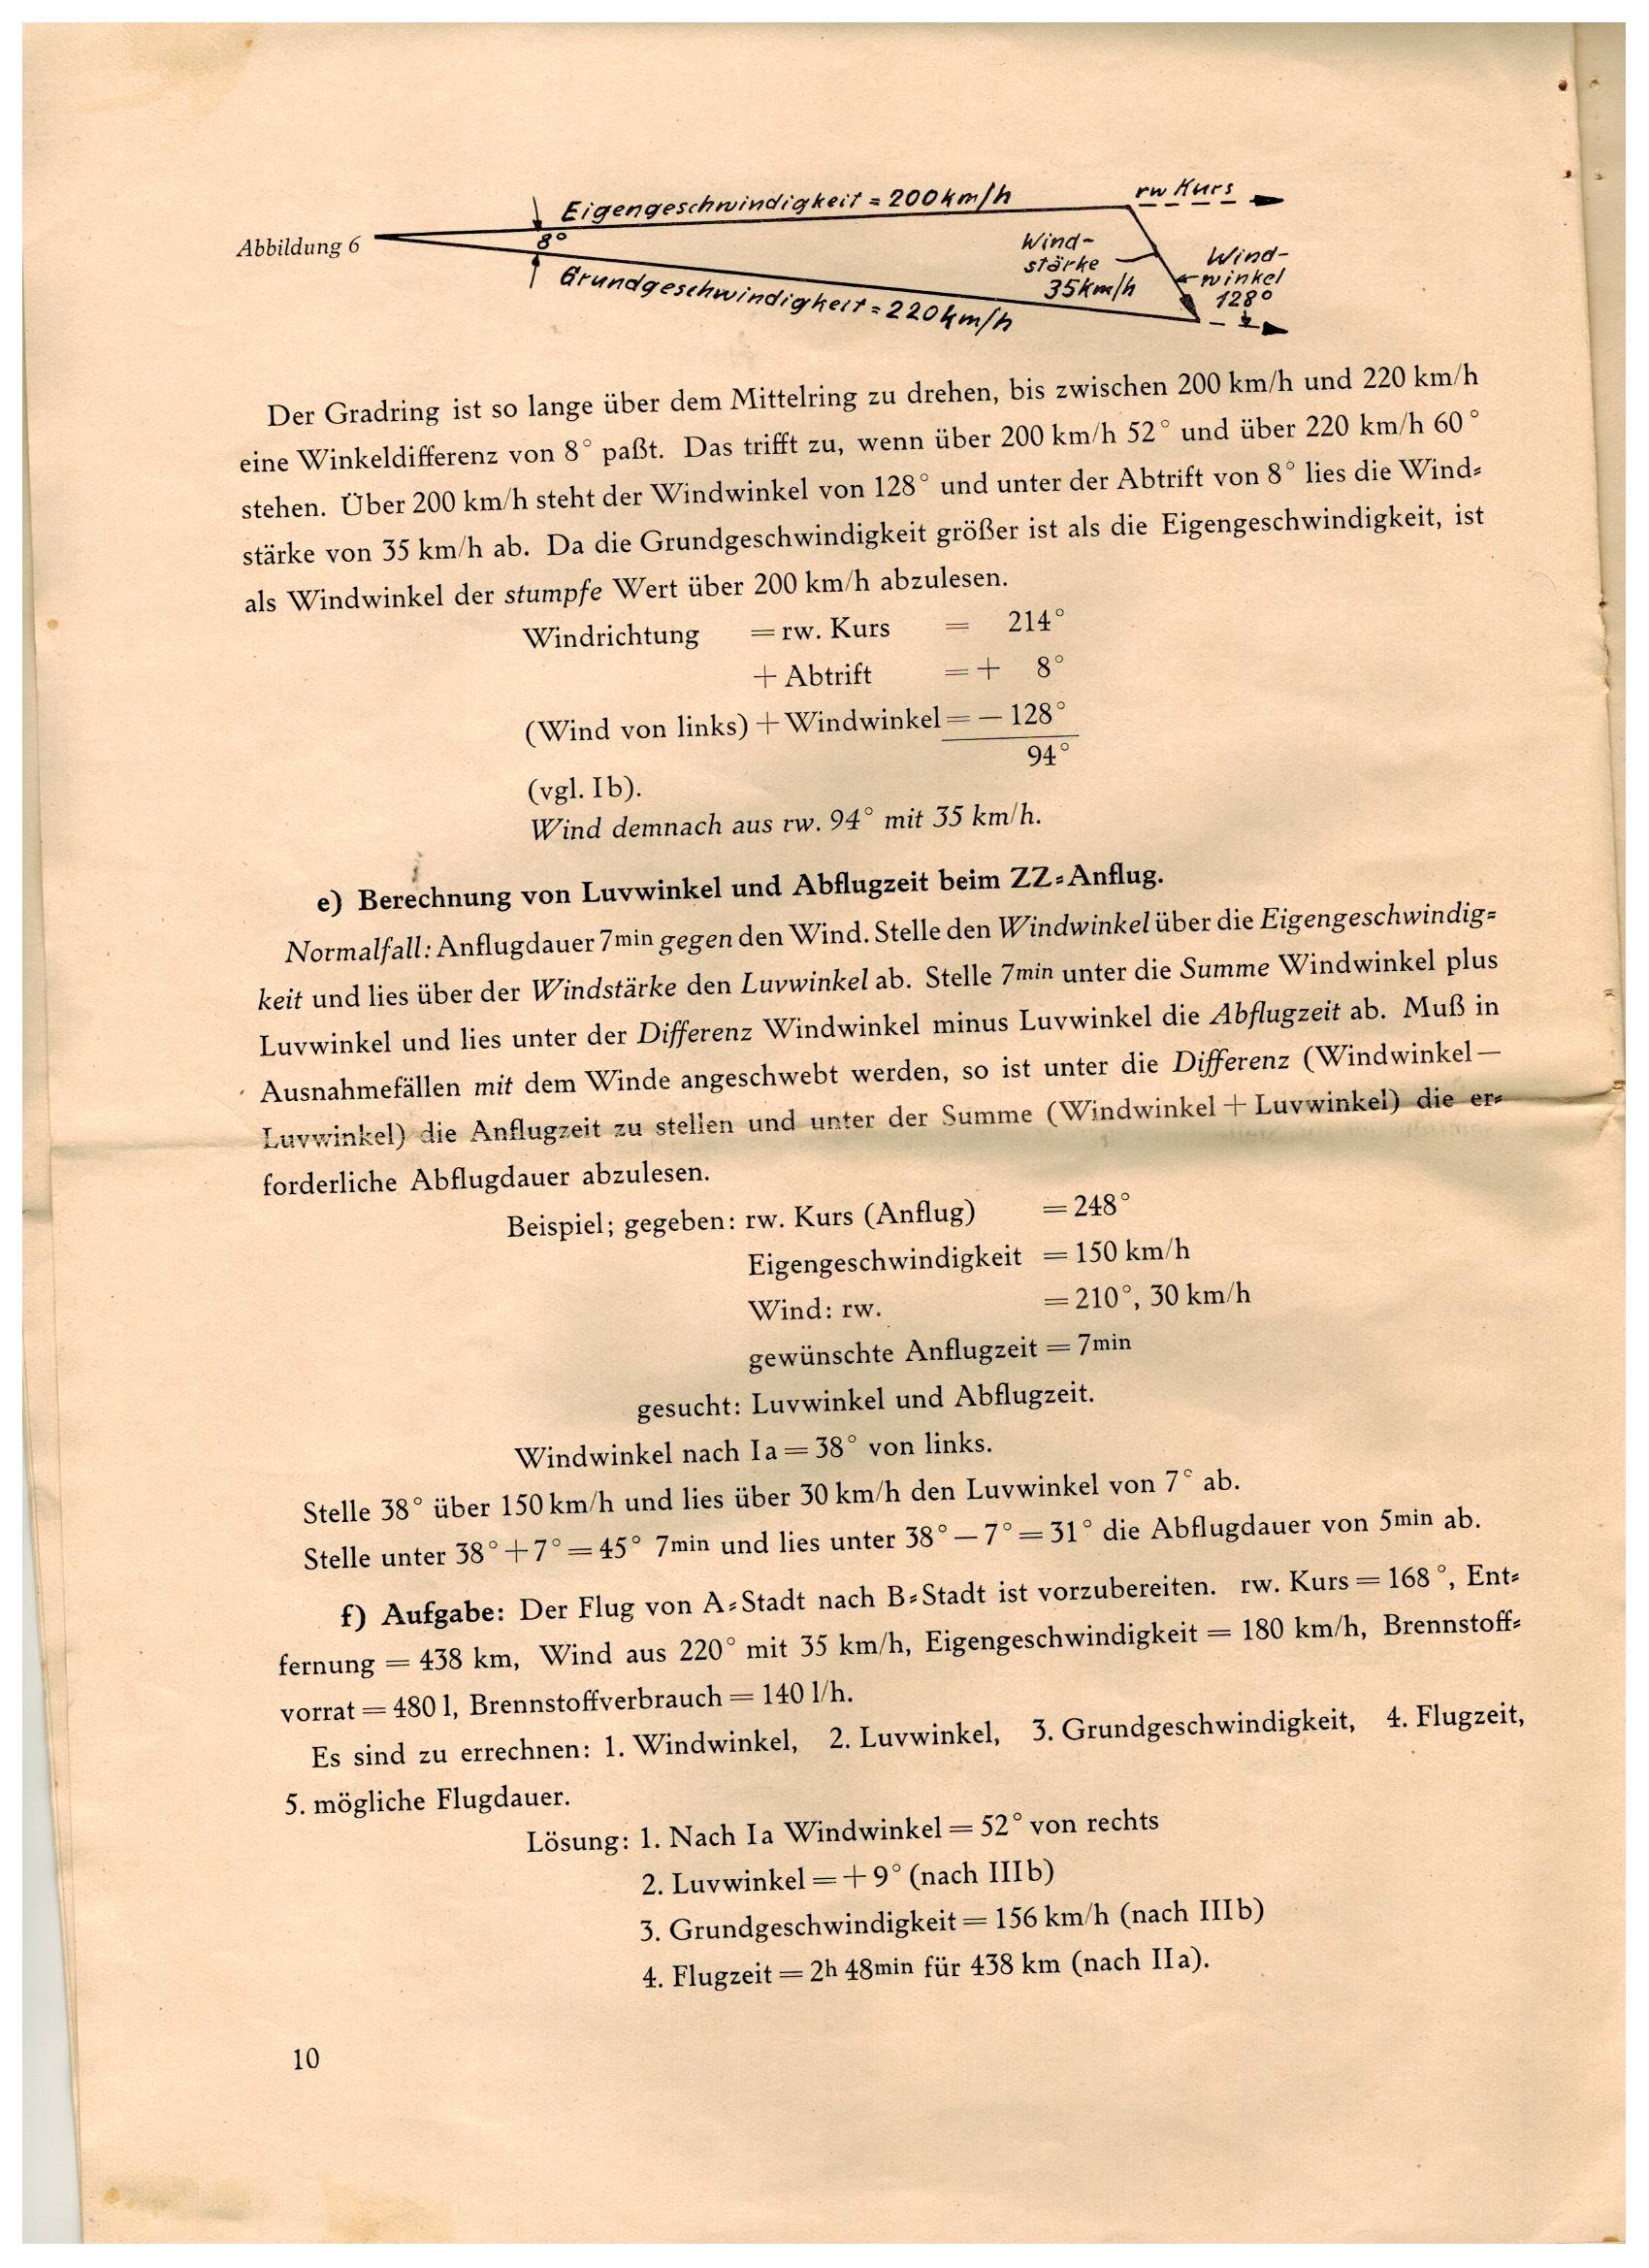 Eigengeschwindigkeit = 200km/h
rw Kurs
Abbildung 6
8°
Wind-
stärke
35km/h
Wind-
winkel
128°
Grundgeschwindigkeit = 220km/h
Der Gradring ist so lange über dem Mittelring zu drehen, bis zwischen 200 km/h und 220 km/h
eine Winkeldifferenz von 8° paßt. Das trifft zu, wenn über 200 km/h 52° und über 220 km/h 60°
stehen. Über 200 km/h steht der Windwinkel von 128° und unter der Abtrift von 8° lies die Wind-
stärke von 35 km/h ab. Da die Grundgeschwindigkeit größer ist als die Eigengeschwindigkeit, ist
als Windwinkel der stumpfe Wert über 200 km/h abzulesen.
Windrichtung = rw. Kurs = 214°
+ Abtrift = + 8°
(Wind von links) + Windwinkel = — 128°
94°
(vgl. Ib).
Wind demnach aus rw. 94° mit 35 km/h.
e) Berechnung von Luvwinkel und Abflugzeit beim ZZ-Anflug.
Normalfall: Anflugdauer 7min gegen den Wind. Stelle den Windwinkel über die Eigengeschwindig-
keit und lies über der Windstärke den Luvwinkel ab. Stelle 7min unter die Summe Windwinkel plus
Luvwinkel und lies unter der Differenz Windwinkel minus Luvwinkel die Abflugzeit ab. Muß in
Ausnahmefällen mit dem Winde angeschwebt werden, so ist unter die Differenz (Windwinkel—
Luvwinkel) die Anflugzeit zu stellen und unter der Summe (Windwinkel + Luvwinkel) die er-
forderliche Abflugdauer abzulesen.
Beispiel; gegeben: rw. Kurs (Anflug) = 248°
Eigengeschwindigkeit = 150 km/h
Wind: rw. = 210°, 30 km/h
gewünschte Anflugzeit = 7min
gesucht: Luvwinkel und Abflugzeit.
Windwinkel nach Ia = 38° von links.
Stelle 38° über 150 km/h und lies über 30 km/h den Luvwinkel von 7° ab.
Stelle unter 38° + 7° = 45° 7min und lies unter 38° — 7° = 31° die Abflugdauer von 5min ab.
f) Aufgabe: Der Flug von A-Stadt nach B-Stadt ist vorzubereiten. rw. Kurs = 168°, Ent-
fernung = 438 km, Wind aus 220° mit 35 km/h, Eigengeschwindigkeit = 180 km/h, Brennstoff-
vorrat = 480 l, Brennstoffverbrauch = 140 l/h.
Es sind zu errechnen: 1. Windwinkel, 2. Luvwinkel, 3. Grundgeschwindigkeit, 4. Flugzeit,
5. mögliche Flugdauer.
Lösung: 1. Nach Ia Windwinkel = 52° von rechts
2. Luvwinkel = + 9° (nach IIIb)
3. Grundgeschwindigkeit = 156 km/h (nach IIIb)
4. Flugzeit = 2h 48min für 438 km (nach IIa).
10